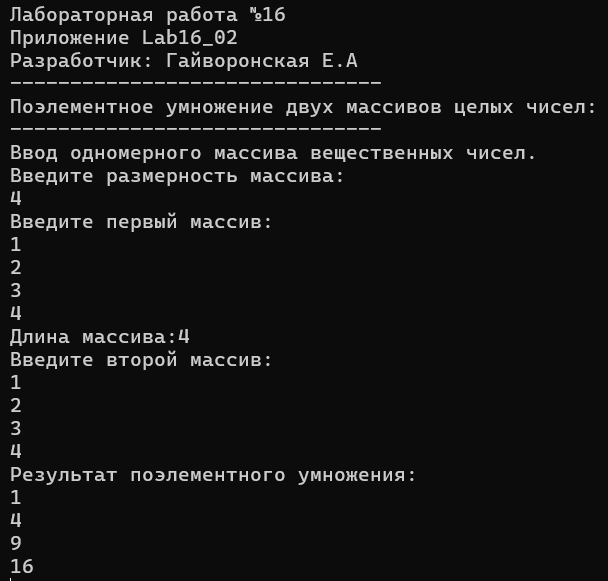 Лабораторная работа №16
Приложение Lab16_02
Разработчик: Гайворонская Е.А
-------------------------------
Поэлементное умножение двух массивов целых чисел:
-------------------------------
Ввод одномерного массива вещественных чисел.
Введите размерность массива:
4
Введите первый массив:
1
2
3
4
Длина массива:4
Введите второй массив:
1
2
3
4
Результат поэлементного умножения:
1
4
9
16